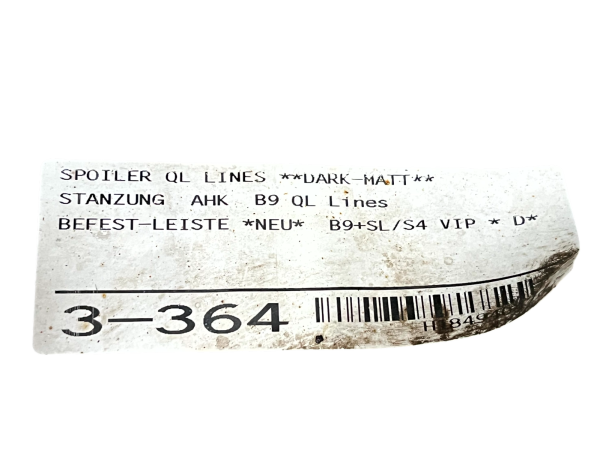 SPOILER QL LINES **DARK-MATT**
STANZUNG AHK B9 QL Lines
BEFEST-LEISTE *NEU* B9+SL/S4 VIP * D*
3-364